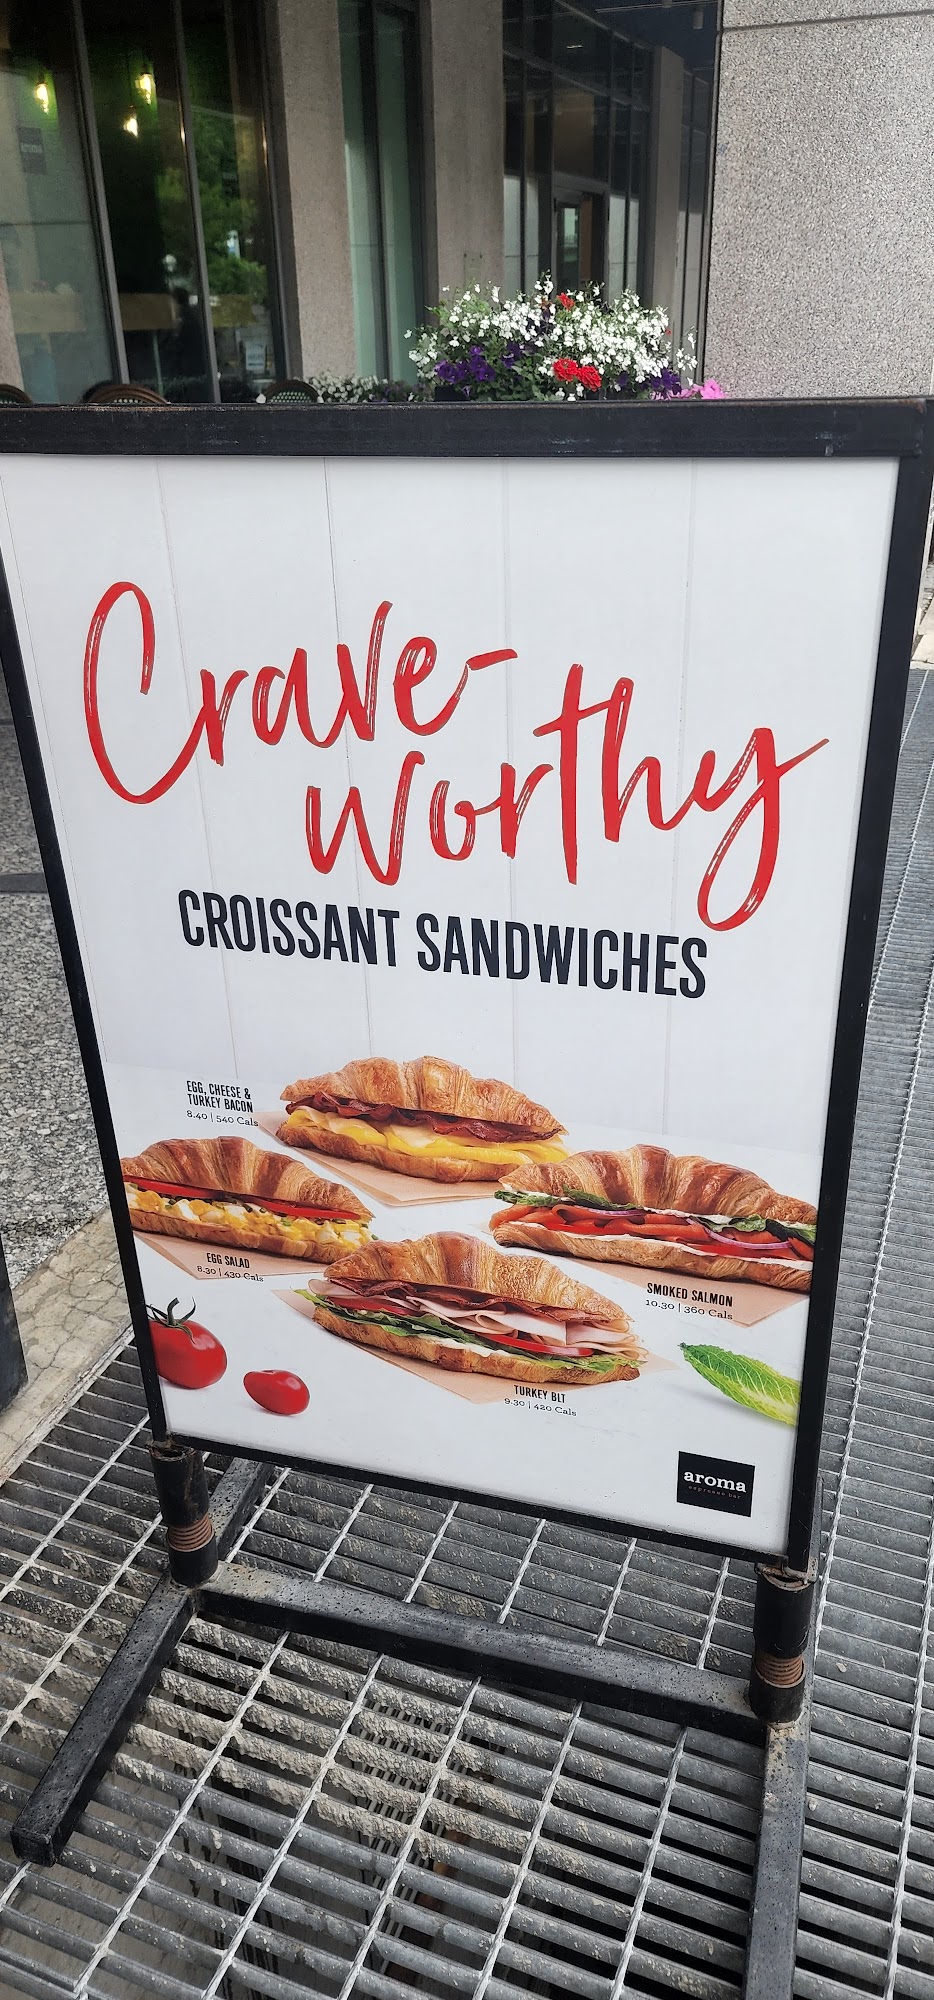 Crave-
Worthy
CROISSANT SANDWICHES
EGG, CHEESE &
TURKEY BACON
8.40 | 540 Cals
EGG SALAD
8.30 | 430 Cals
SMOKED SALMON
10.30 | 360 Cals
TURKEY BLT
9.30 | 420 Cals
aroma
espresso bar